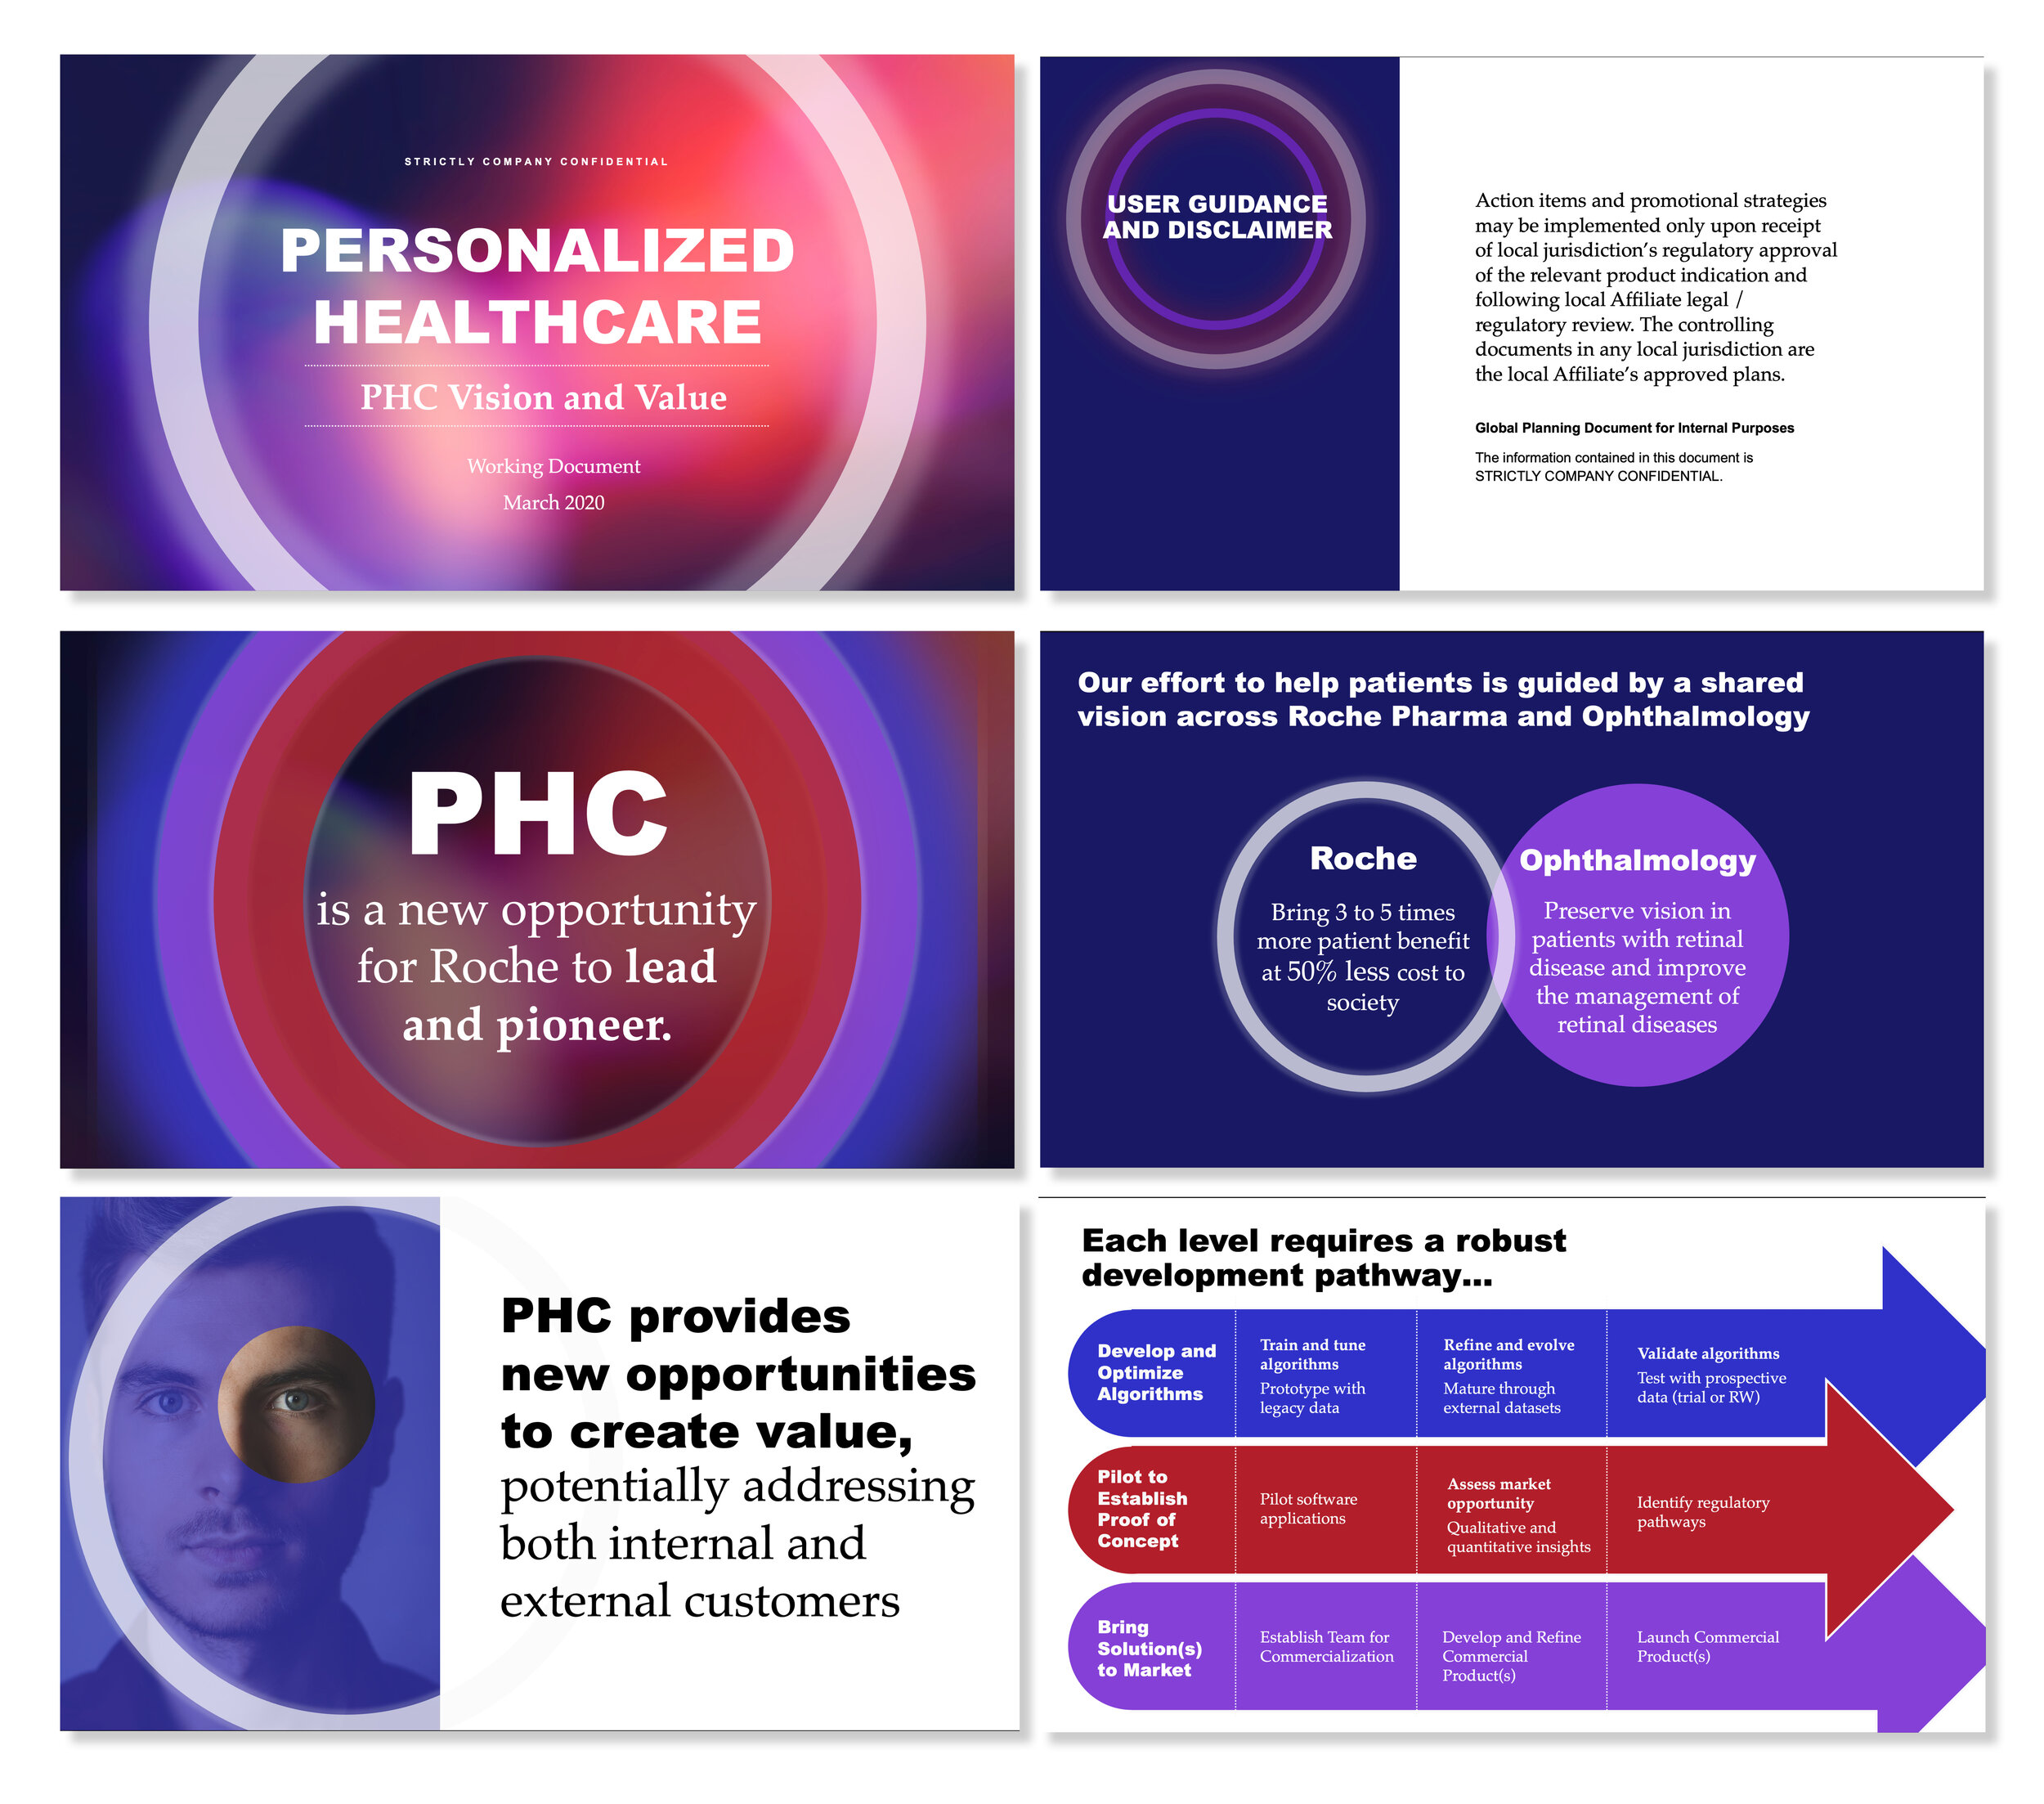 STRICTLY COMPANY CONFIDENTIAL
PERSONALIZED
HEALTHCARE
PHC Vision and Value
Working Document
March 2020
USER GUIDANCE
AND DISCLAIMER
Action items and promotional strategies
may be implemented only upon receipt
of local jurisdiction’s regulatory approval
of the relevant product indication and
following local Affiliate legal /
regulatory review. The controlling
documents in any local jurisdiction are
the local Affiliate’s approved plans.
Global Planning Document for Internal Purposes
The information contained in this document is
STRICTLY COMPANY CONFIDENTIAL.
PHC
is a new opportunity
for Roche to lead
and pioneer.
Our effort to help patients is guided by a shared
vision across Roche Pharma and Ophthalmology
Roche
Bring 3 to 5 times
more patient benefit
at 50% less cost to
society
Ophthalmology
Preserve vision in
patients with retinal
disease and improve
the management of
retinal diseases
PHC provides
new opportunities
to create value,
potentially addressing
both internal and
external customers
Each level requires a robust
development pathway...
Develop and
Optimize
Algorithms
Train and tune
algorithms
Prototype with
legacy data
Refine and evolve
algorithms
Mature through
external datasets
Validate algorithms
Test with prospective
data (trial or RW)
Pilot to
Establish
Proof of
Concept
Pilot software
applications
Assess market
opportunity
Qualitative and
quantitative insights
Identify regulatory
pathways
Bring
Solution(s)
to Market
Establish Team for
Commercialization
Develop and Refine
Commercial
Product(s)
Launch Commercial
Product(s)